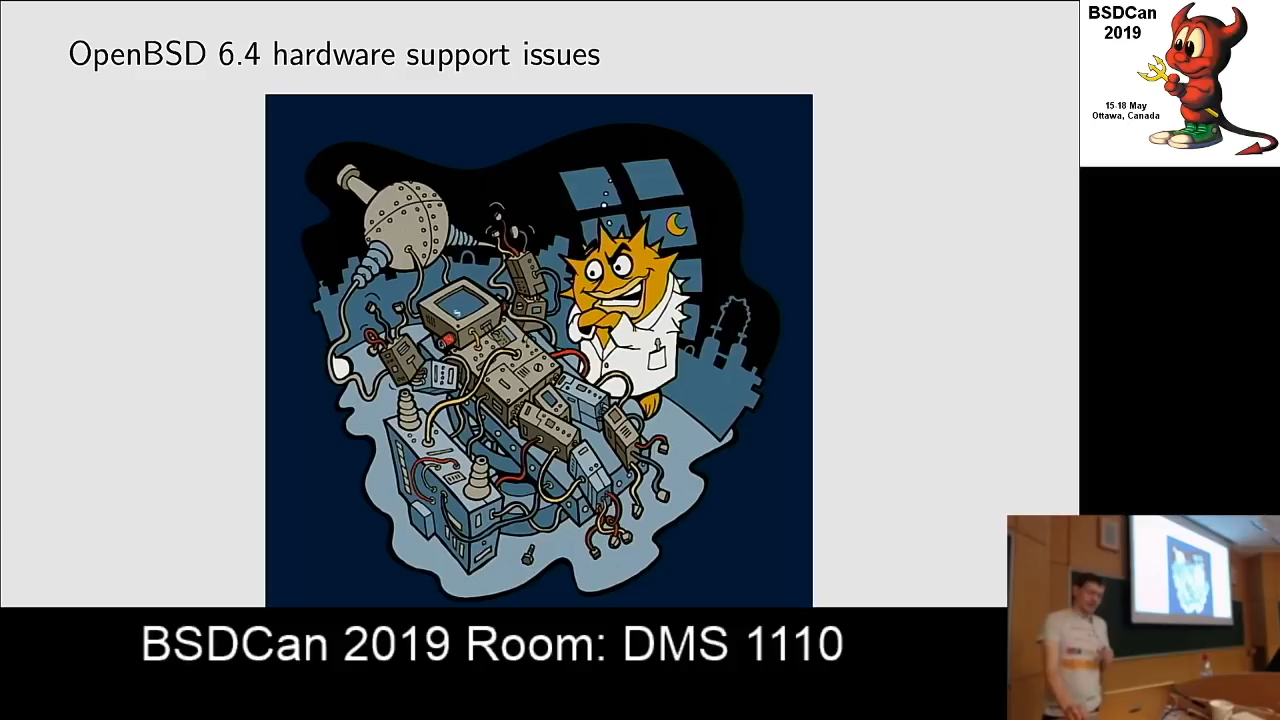 OpenBSD 6.4 hardware support issues
BSDCan
2019
15-18 May
Ottawa, Canada
BSDCan 2019 Room: DMS 1110